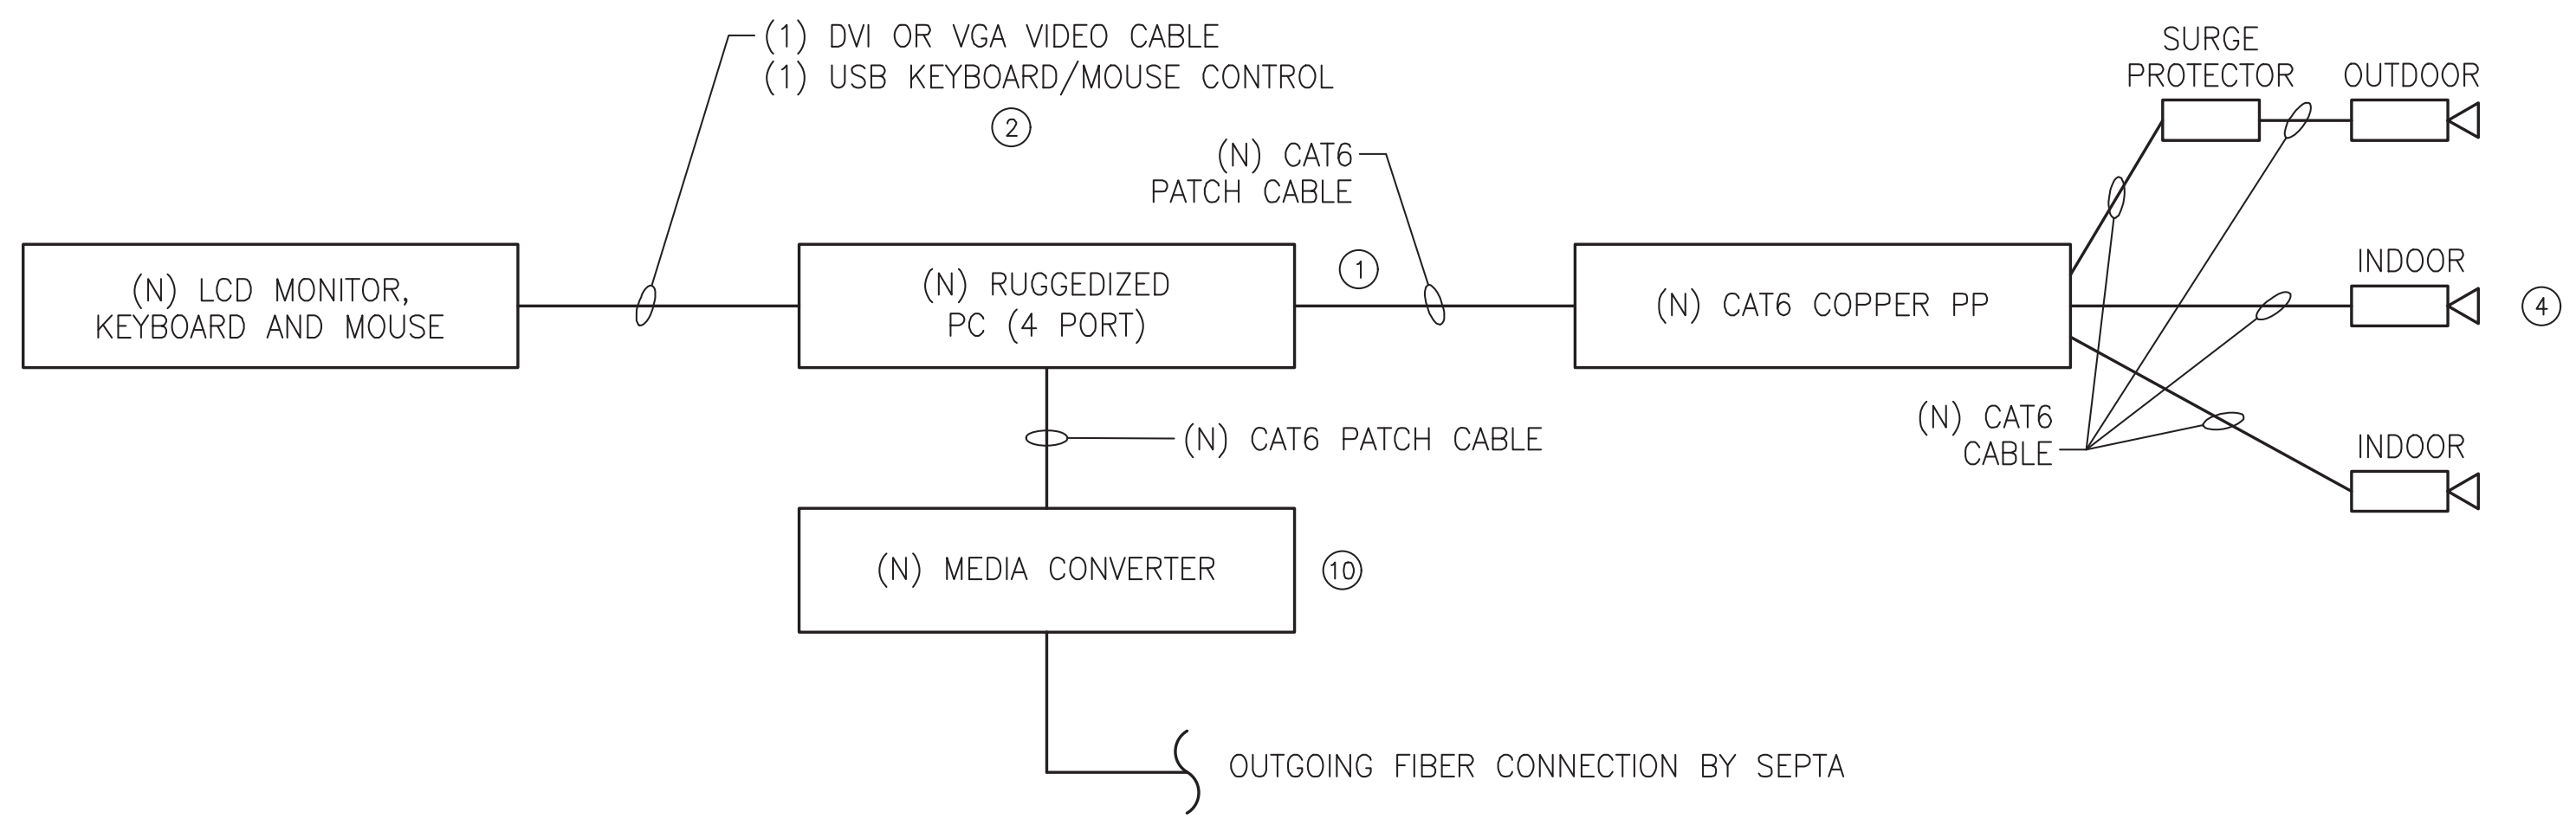 (1) DVI OR VGA VIDEO CABLE
(1) USB KEYBOARD/MOUSE CONTROL
2
(N) CAT6
PATCH CABLE
1
SURGE
PROTECTOR
OUTDOOR
(N) LCD MONITOR,
KEYBOARD AND MOUSE
(N) RUGGEDIZED
PC (4 PORT)
(N) CAT6 COPPER PP
INDOOR
4
(N) CAT6 PATCH CABLE
(N) CAT6
CABLE
INDOOR
(N) MEDIA CONVERTER
10
OUTGOING FIBER CONNECTION BY SEPTA